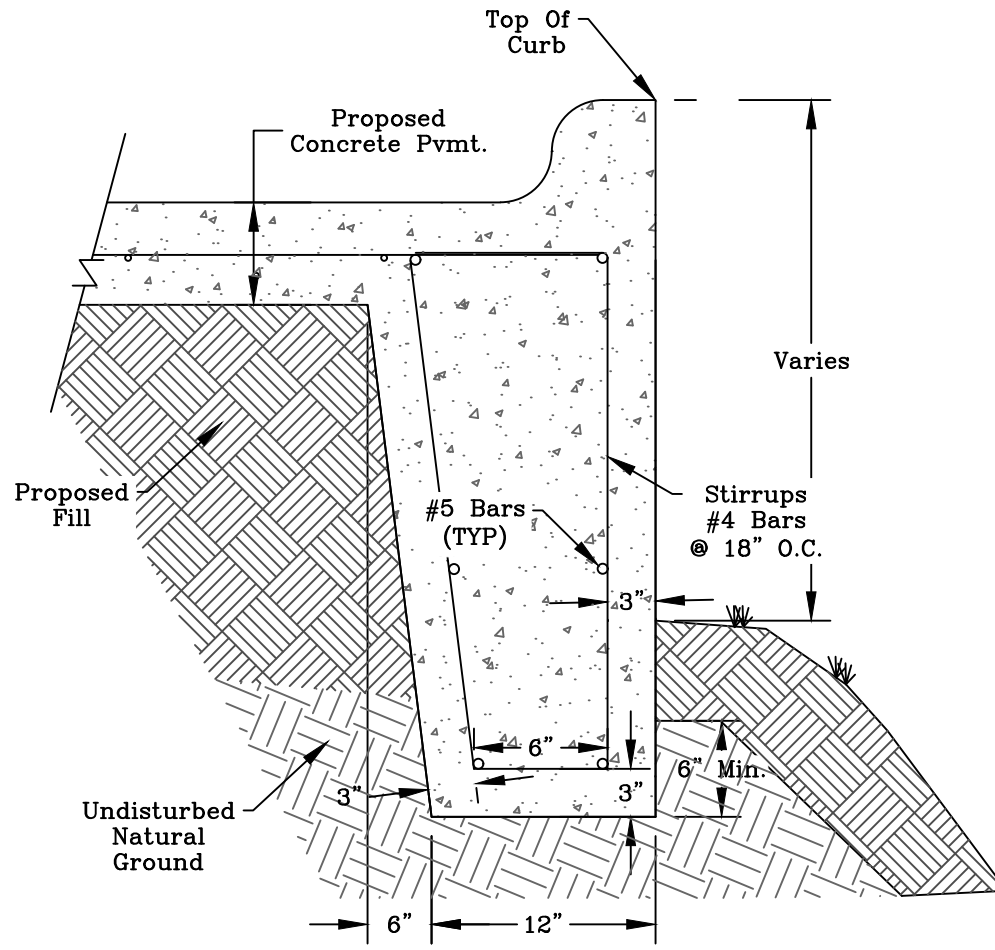 Top Of
Curb
Proposed
Concrete Pvmt.
Varies
Proposed
Fill
#5 Bars
(TYP)
Stirrups
#4 Bars
@ 18” O.C.
3”
6”
6” Min.
3”
3”
Undisturbed
Natural
Ground
6”
12”